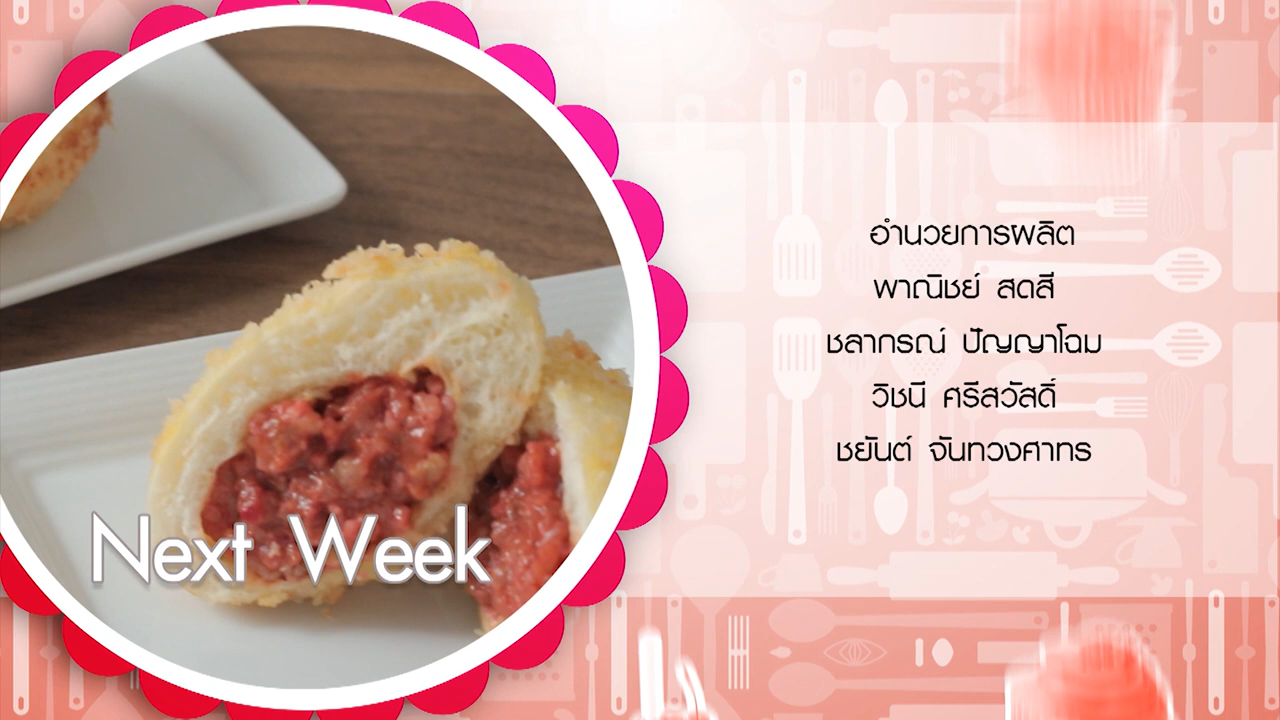 อำนวยการผลิต
พาณิชย์ สดสี
ชลากรณ์ ปัญญาโฉม
วิชนี ศรีสวัสดิ์
ชยันต์ จันทวงศาทร
Next Week